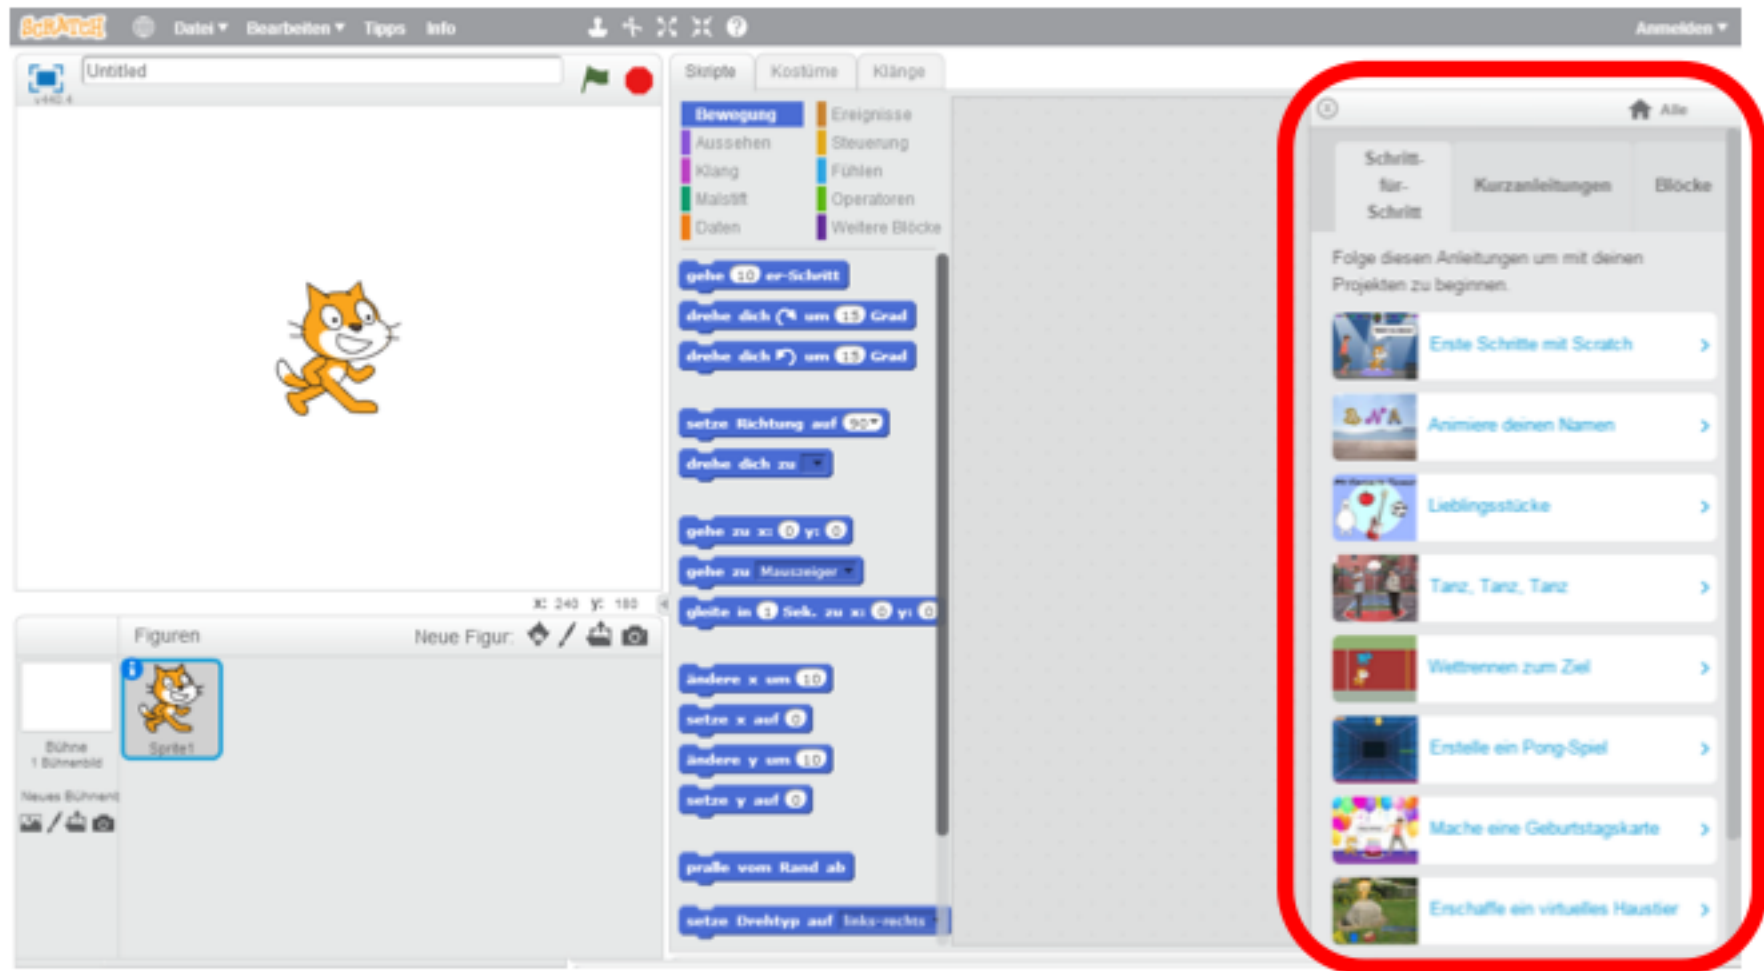 SCRATCH Datei Bearbeiten Tipps Info Anmelden
Untitled
v440.4
Skripte Kostüme Klänge
Bewegung Ereignisse
Aussehen Steuerung
Klang Fühlen
Malstift Operatoren
Daten Weitere Blöcke
gehe 10 er-Schritt
drehe dich um 15 Grad
drehe dich um 15 Grad
setze Richtung auf 90
drehe dich zu
gehe zu x: 0 y: 0
gehe zu Mauszeiger
gleite in 1 Sek. zu x: 0 y: 0
ändere x um 10
setze x auf 0
ändere y um 10
setze y auf 0
pralle vom Rand ab
setze Drehtyp auf links-rechts
x: 240 y: 180
Figuren Neue Figur:
Sprite1
Bühne
1 Bühnenbild
Neues Bühnent
Alle
Schritt-
für-
Schritt
Kurzanleitungen
Blöcke
Folge diesen Anleitungen um mit deinen
Projekten zu beginnen.
Erste Schritte mit Scratch
Animiere deinen Namen
Lieblingsstücke
Tanz, Tanz, Tanz
Wettrennen zum Ziel
Erstelle ein Pong-Spiel
Mache eine Geburtstagskarte
Erschaffe ein virtuelles Haustier